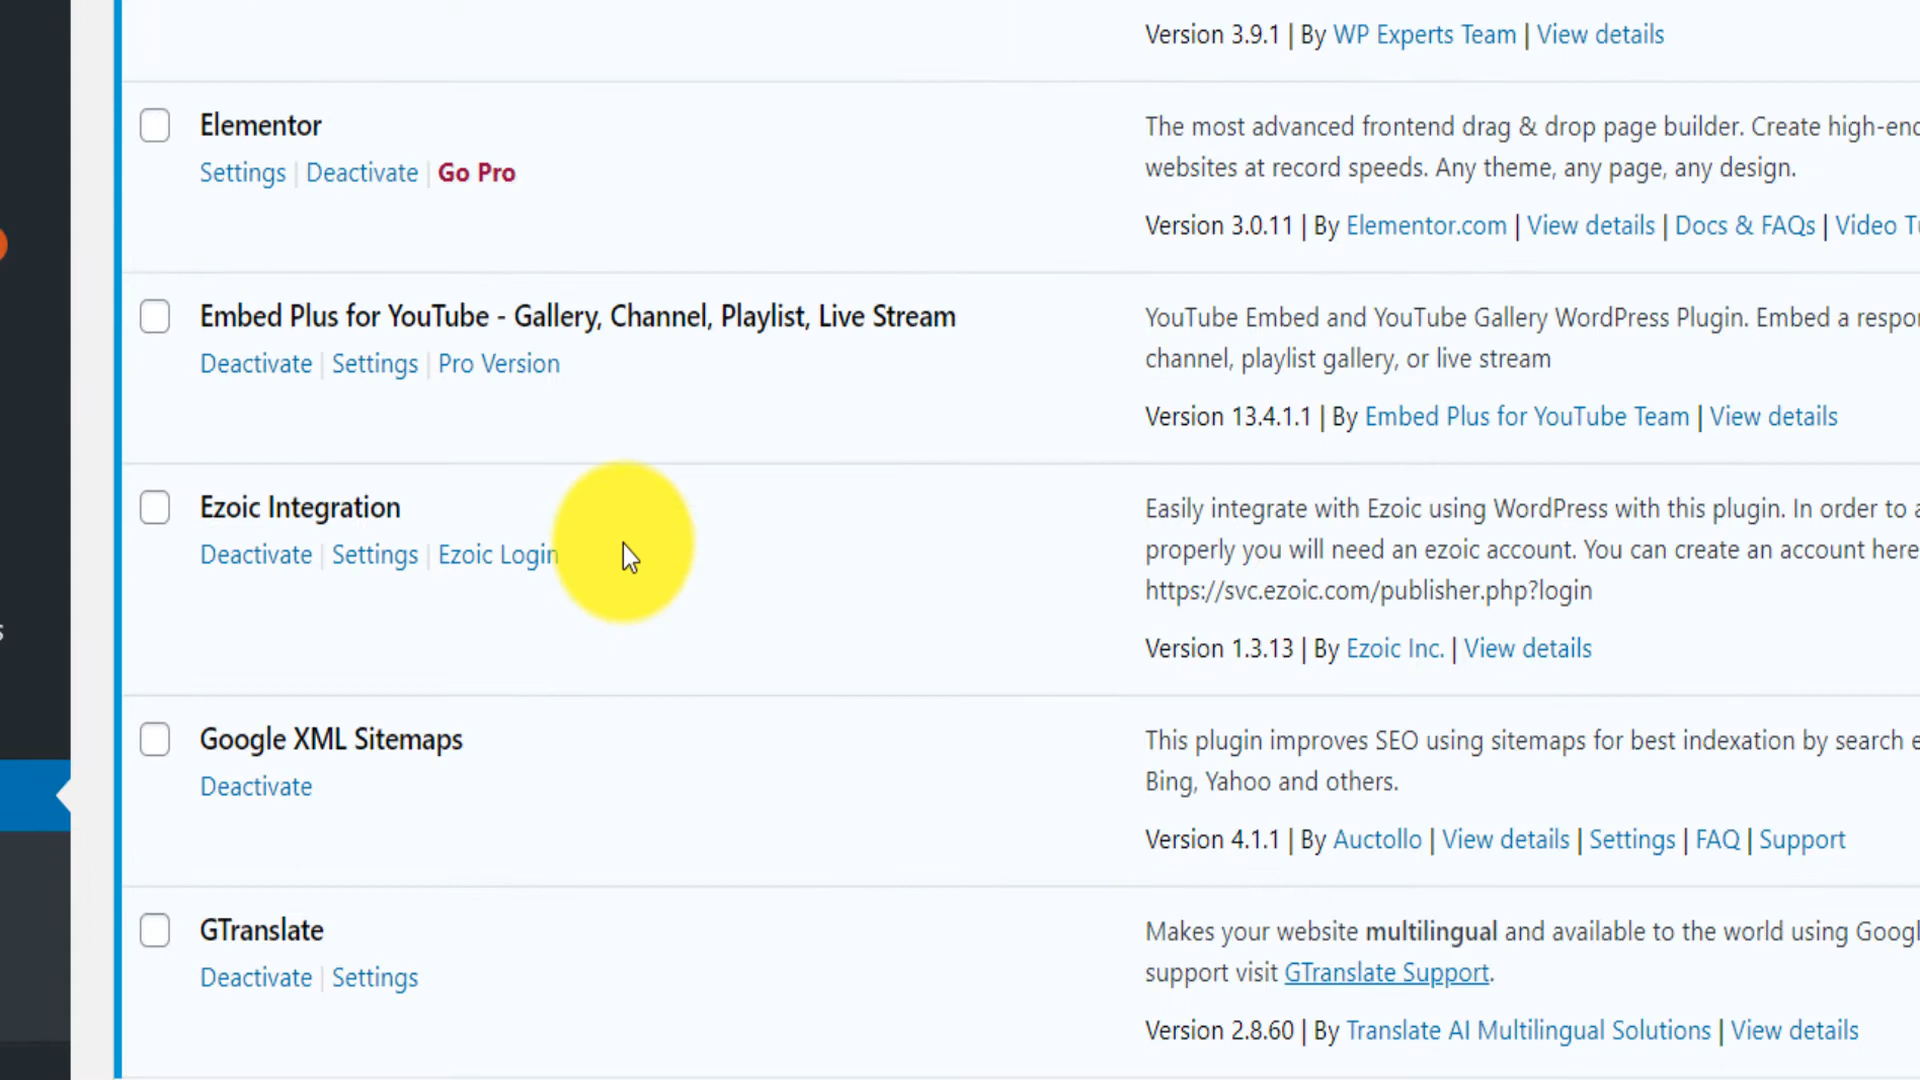 Version 3.9.1 | By WP Experts Team | View details
Elementor
Settings | Deactivate | Go Pro
The most advanced frontend drag & drop page builder. Create high-end
websites at record speeds. Any theme, any page, any design.
Version 3.0.11 | By Elementor.com | View details | Docs & FAQs | Video
Embed Plus for YouTube - Gallery, Channel, Playlist, Live Stream
Deactivate | Settings | Pro Version
YouTube Embed and YouTube Gallery WordPress Plugin. Embed a
channel, playlist gallery, or live stream
Version 13.4.1.1 | By Embed Plus for YouTube Team | View details
Ezoic Integration
Deactivate | Settings | Ezoic Login
Easily integrate with Ezoic using WordPress with this plugin. In order to
properly you will need an ezoic account. You can create an account here
https://svc.ezoic.com/publisher.php?login
Version 1.3.13 | By Ezoic Inc. | View details
Google XML Sitemaps
Deactivate
This plugin improves SEO using sitemaps for best indexation by search
Bing, Yahoo and others.
Version 4.1.1 | By Auctollo | View details | Settings | FAQ | Support
GTranslate
Deactivate | Settings
Makes your website multilingual and available to the world using
support visit GTranslate Support.
Version 2.8.60 | By Translate AI Multilingual Solutions | View details